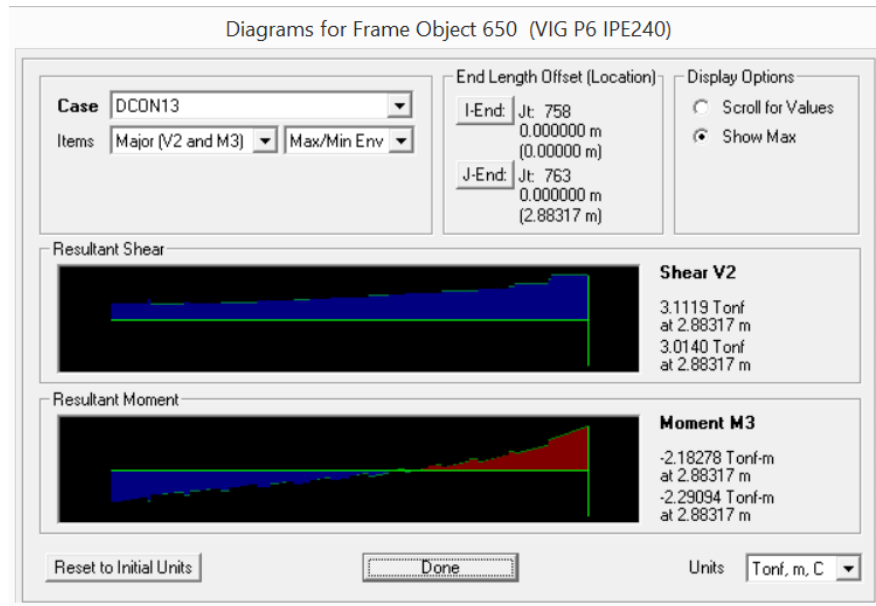 Diagrams for Frame Object 650 (VIG P6 IPE240)
Case DCON13
Items Major (V2 and M3) Max/Min Env
End Length Offset (Location)
I-End: Jt: 758
0.000000 m
(0.00000 m)
J-End: Jt: 763
0.000000 m
(2.88317 m)
Display Options
Scroll for Values
Show Max
Resultant Shear
Shear V2
3.1119 Tonf
at 2.88317 m
3.0140 Tonf
at 2.88317 m
Resultant Moment
Moment M3
-2.18278 Tonf-m
at 2.88317 m
-2.29094 Tonf-m
at 2.88317 m
Reset to Initial Units
Done
Units Tonf, m, C